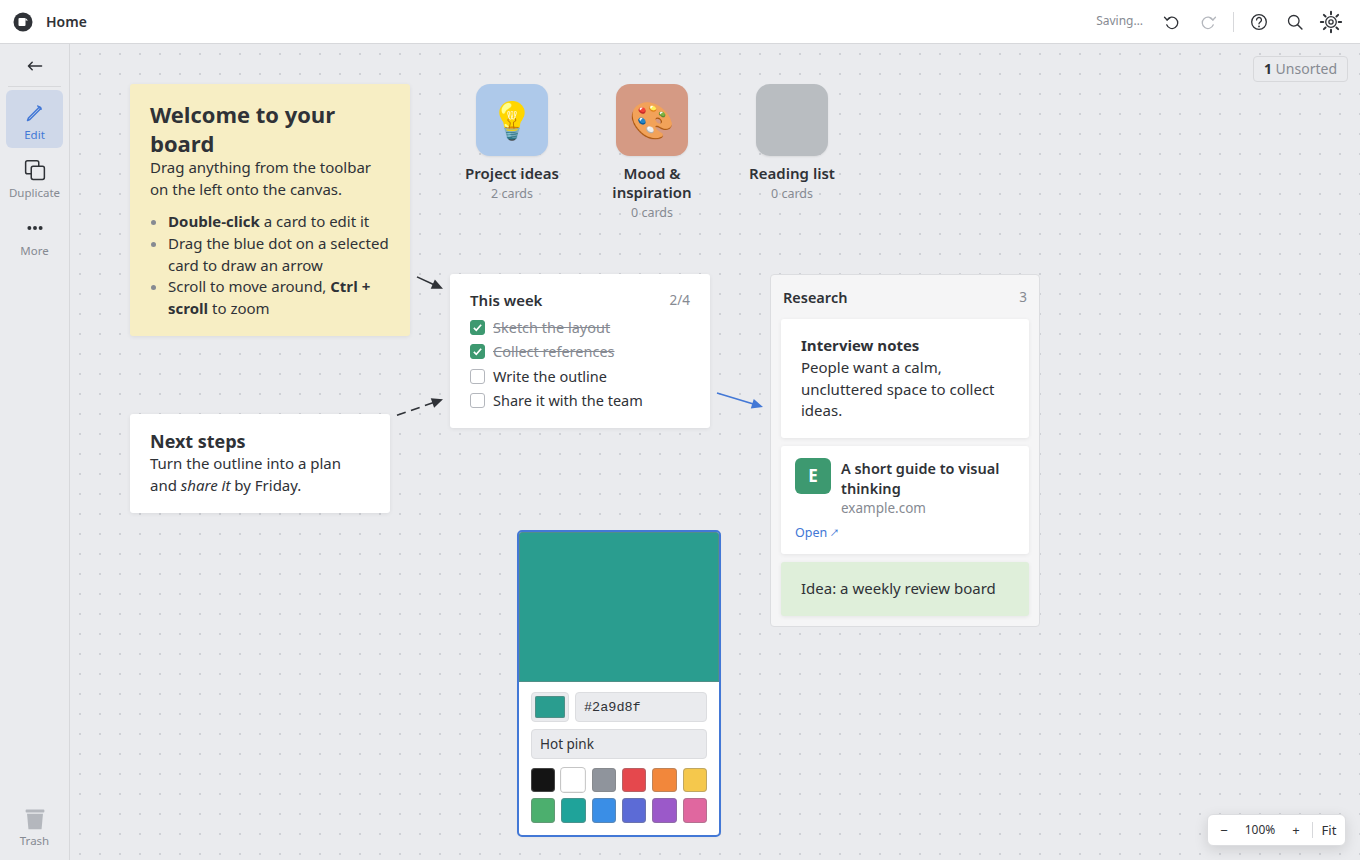 Home
Saving...
1 Unsorted
Edit
Duplicate
More
Trash
Welcome to your
board
Drag anything from the toolbar
on the left onto the canvas.
Double-click a card to edit it
Drag the blue dot on a selected
card to draw an arrow
Scroll to move around, Ctrl +
scroll to zoom
Project ideas
2 cards
Mood &
inspiration
0 cards
Reading list
0 cards
This week
2/4
Sketch the layout
Collect references
Write the outline
Share it with the team
Next steps
Turn the outline into a plan
and share it by Friday.
Research
3
Interview notes
People want a calm,
uncluttered space to collect
ideas.
E
A short guide to visual
thinking
example.com
Open ↗
Idea: a weekly review board
#2a9d8f
Hot pink
− 100% + Fit